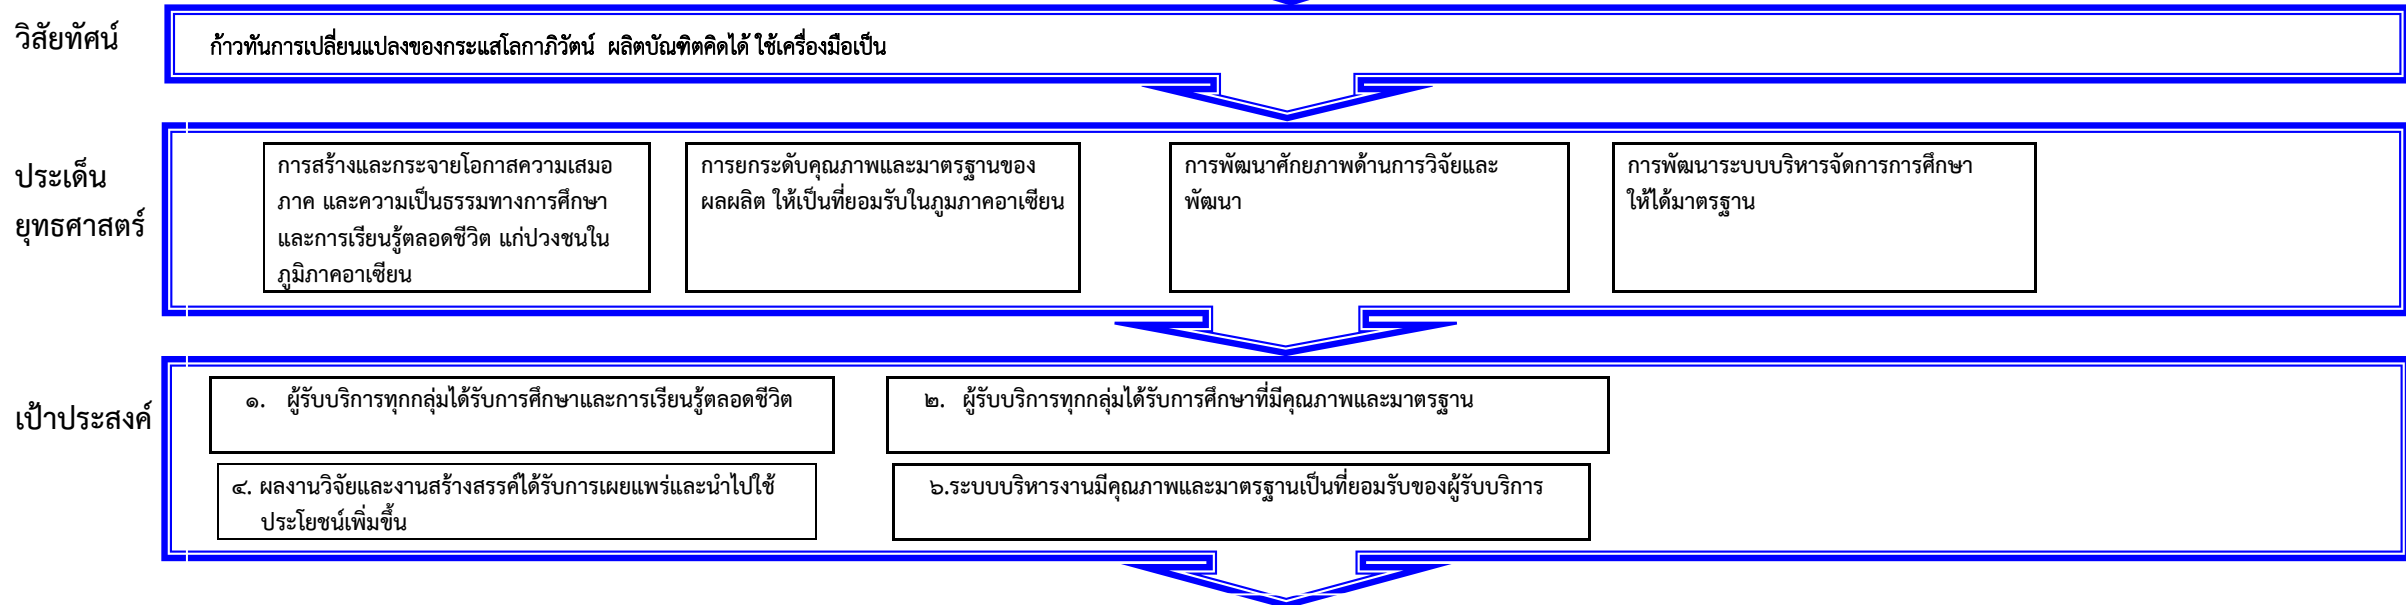 วิสัยทัศน์
ก้าวทันการเปลี่ยนแปลงของกระแสโลกาภิวัตน์ ผลิตบัณฑิตคิดได้ ใช้เครื่องมือเป็น
ประเด็น
ยุทธศาสตร์
การสร้างและกระจายโอกาสความเสมอ
ภาค และความเป็นธรรมทางการศึกษา
และการเรียนรู้ตลอดชีวิต แก่ปวงชนใน
ภูมิภาคอาเซียน
การยกระดับคุณภาพและมาตรฐานของ
ผลผลิต ให้เป็นที่ยอมรับในภูมภาคอาเซียน
การพัฒนาศักยภาพด้านการวิจัยและ
พัฒนา
การพัฒนาระบบบริหารจัดการการศึกษา
ให้ได้มาตรฐาน
เป้าประสงค์
๑. ผู้รับบริการทุกกลุ่มได้รับการศึกษาและการเรียนรู้ตลอดชีวิต
๒. ผู้รับบริการทุกกลุ่มได้รับการศึกษาที่มีคุณภาพและมาตรฐาน
๔. ผลงานวิจัยและงานสร้างสรรค์ได้รับการเผยแพร่และนำไปใช้
ประโยชน์เพิ่มขึ้น
๖.ระบบบริหารงานมีคุณภาพและมาตรฐานเป็นที่ยอมรับของผู้รับบริการ